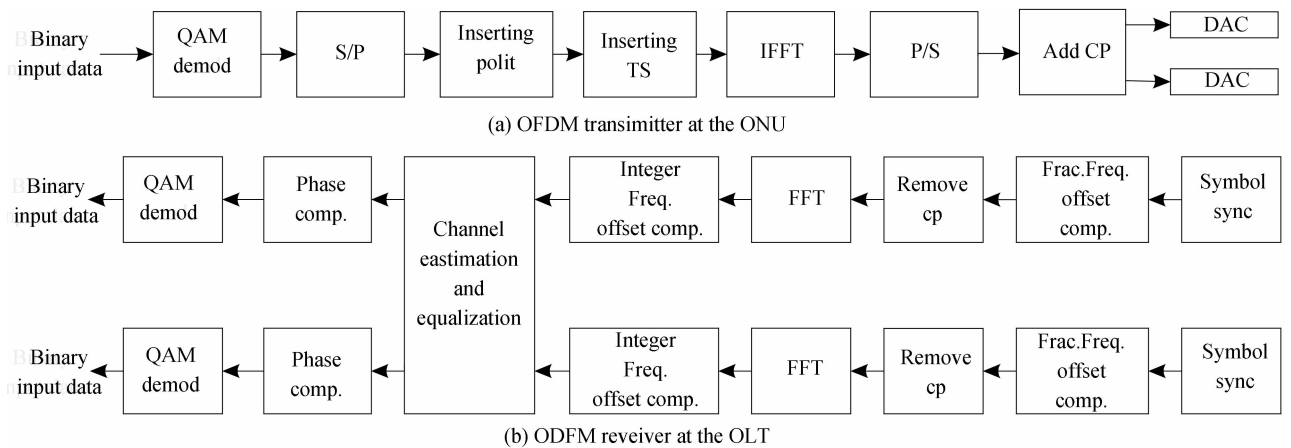 Binary
input data
QAM
demod
S/P
Inserting
polit
Inserting
TS
IFFT
P/S
Add CP
DAC
DAC
(a) OFDM transimitter at the ONU
Binary
input data
QAM
demod
Phase
comp.
Channel
eastimation
and
equalization
Integer
Freq.
offset comp.
FFT
Remove
cp
Frac.Freq.
offset
comp.
Symbol
sync
Binary
input data
QAM
demod
Phase
comp.
Integer
Freq.
offset comp.
FFT
Remove
cp
Frac.Freq.
offset
comp.
Symbol
sync
(b) ODFM reveiver at the OLT